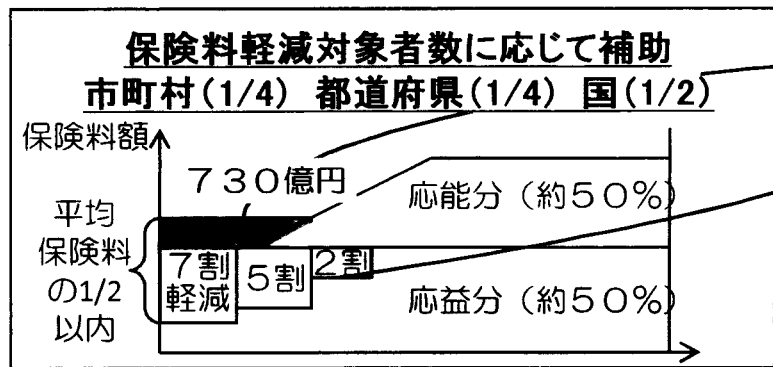 保険料軽減対象者数に応じて補助
市町村(1/4) 都道府県(1/4) 国(1/2)
保険料額
730億円
応能分(約50%)
平均
保険料
の1/2
以内
7割
軽減
5割
2割
応益分(約50%)